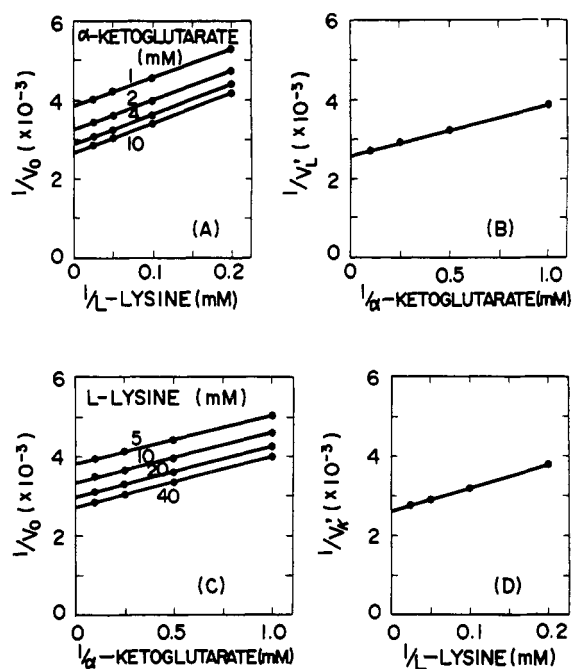 α-KETOGLUTARATE
(mM)
1
2
4
10
6
4
2
0
1/V₀ (×10⁻³)
(A)
0 0.1 0.2
1/L-LYSINE (mM)
6
4
2
0
1/V'L (×10⁻³)
(B)
0 0.5 1.0
1/α-KETOGLUTARATE (mM)
L-LYSINE (mM)
5
10
20
40
6
4
2
0
1/V₀ (×10⁻³)
(C)
0 0.5 1.0
1/α-KETOGLUTARATE (mM)
6
4
2
0
1/V'K (×10⁻³)
(D)
0 0.1 0.2
1/L-LYSINE (mM)